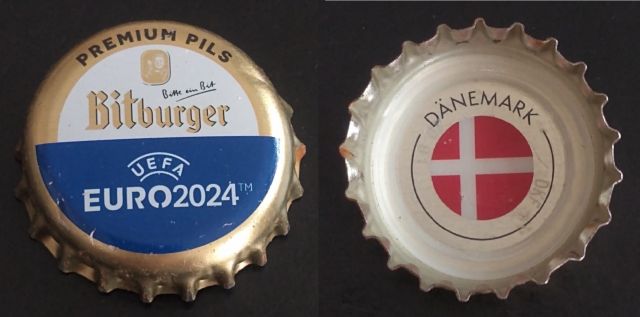 PREMIUM PILS
Bitte ein Bit
Bitburger
UEFA
EURO2024™
DÄNEMARK